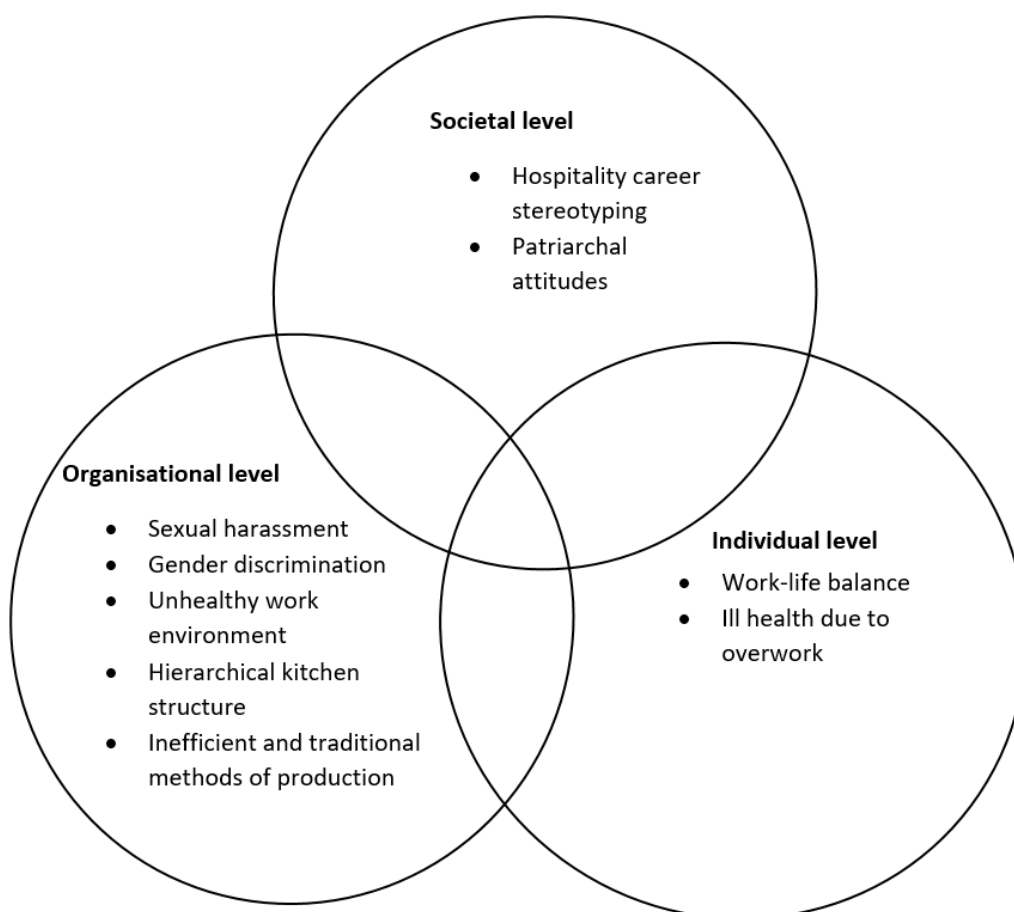 Societal level
• Hospitality career
stereotyping
• Patriarchal
attitudes
Organisational level
• Sexual harassment
• Gender discrimination
• Unhealthy work
environment
• Hierarchical kitchen
structure
• Inefficient and traditional
methods of production
Individual level
• Work-life balance
• Ill health due to
overwork